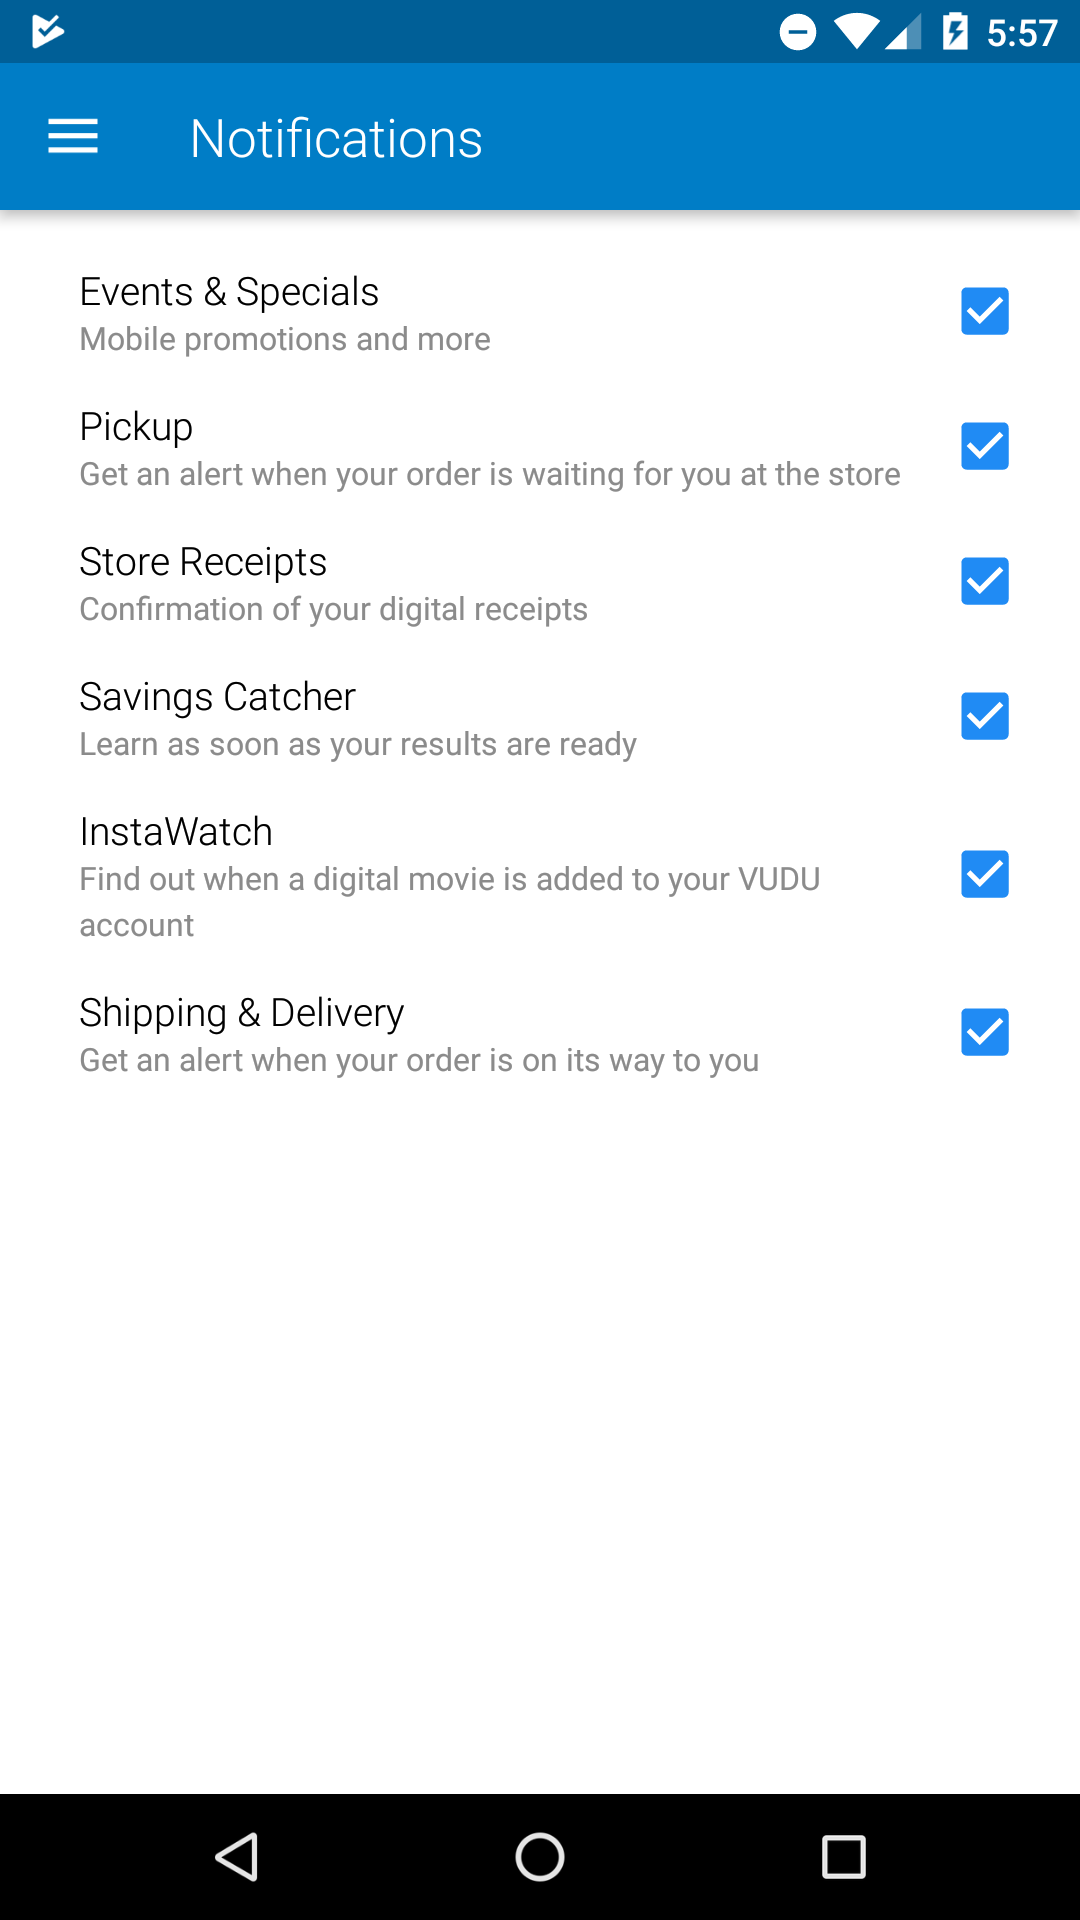 5:57
Notifications
Events & Specials
Mobile promotions and more
Pickup
Get an alert when your order is waiting for you at the store
Store Receipts
Confirmation of your digital receipts
Savings Catcher
Learn as soon as your results are ready
InstaWatch
Find out when a digital movie is added to your VUDU
account
Shipping & Delivery
Get an alert when your order is on its way to you